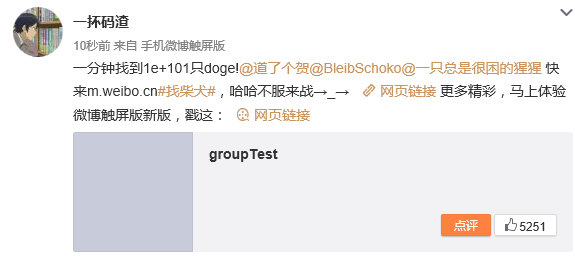 一抔码渣
10秒前 来自 手机微博触屏版
一分钟找到1e+101只doge!@道了个贺@BleibSchoko@一只总是很困的猩猩 快
来m.weibo.cn#找柴犬#，哈哈不服来战→_→ 网页链接 更多精彩，马上体验
微博触屏版新版，戳这： 网页链接
groupTest
点评 5251